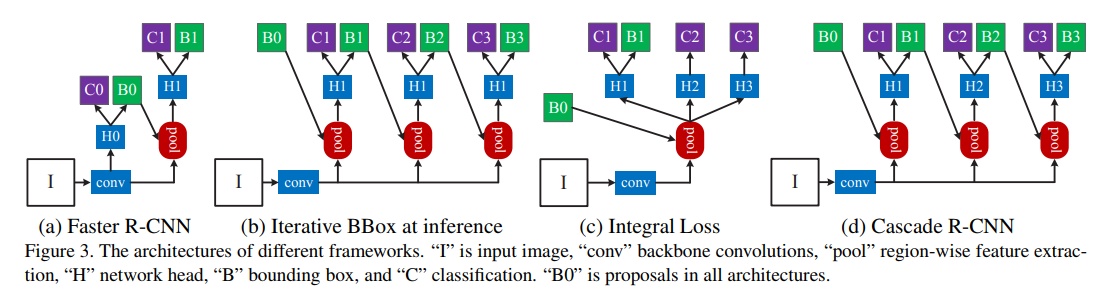 C1 B1 B0 C1 B1 C2 B2 C3 B3 C1 B1 C2 C3 B0 C1 B1 C2 B2 C3 B3
C0 B0 H1 H1 H1 H1 H1 H2 H3 H1 H2 H3
B0
H0 pool pool pool pool pool pool pool pool
I conv I conv I conv I conv
(a) Faster R-CNN (b) Iterative BBox at inference (c) Integral Loss (d) Cascade R-CNN
Figure 3. The architectures of different frameworks. “I” is input image, “conv” backbone convolutions, “pool” region-wise feature extrac-
tion, “H” network head, “B” bounding box, and “C” classification. “B0” is proposals in all architectures.